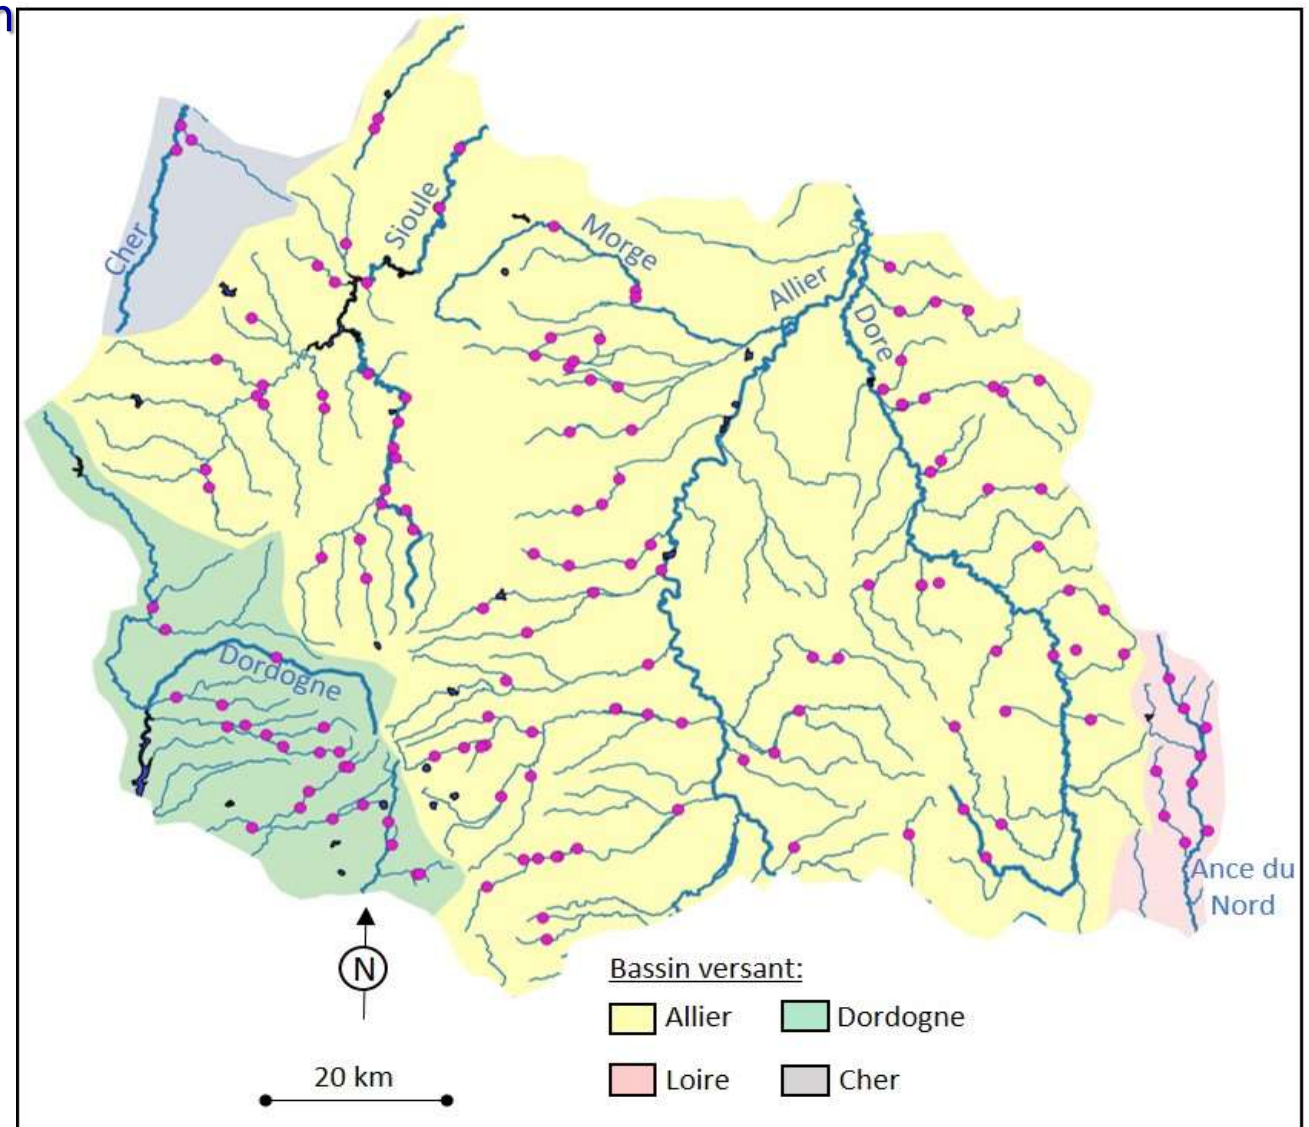 n
Cher
Sioule
Morge
Allier
Dore
Dordogne
Ance du
Nord
N
Bassin versant:
Allier
Dordogne
Loire
Cher
20 km